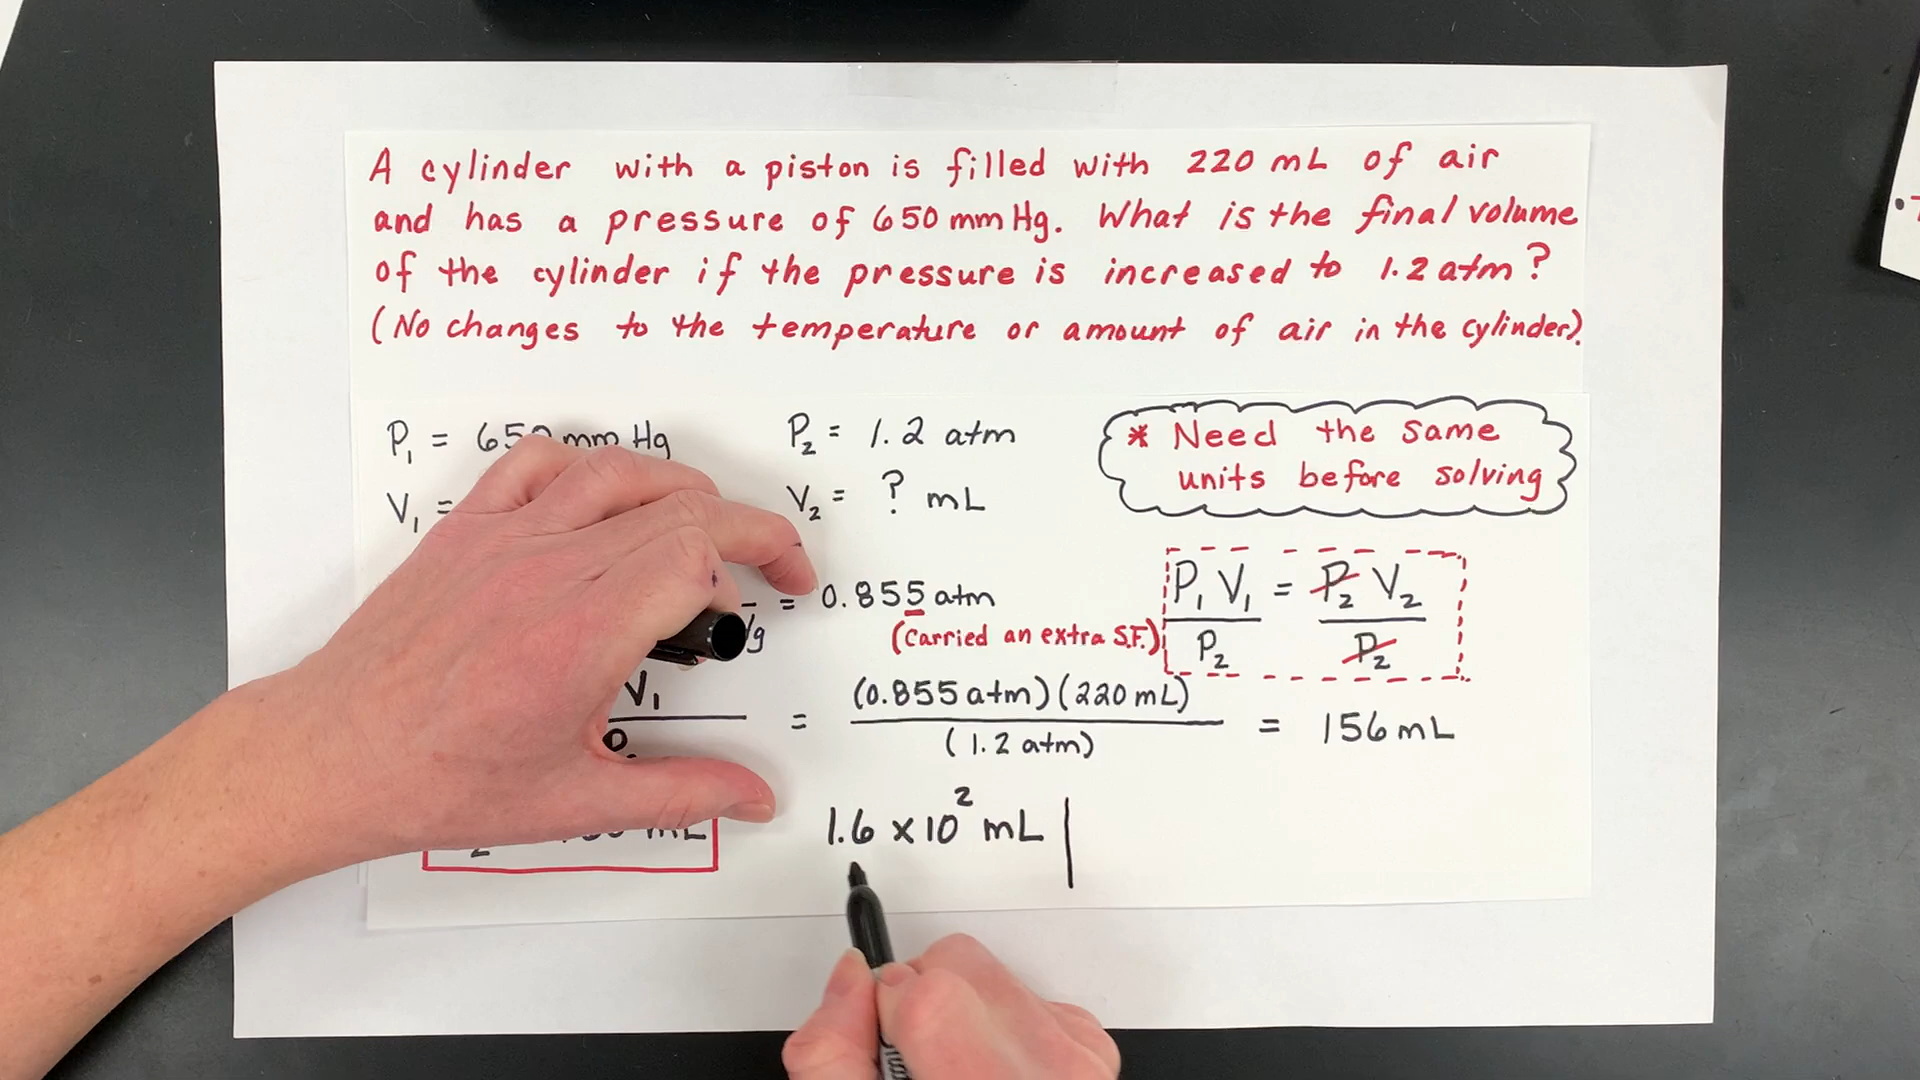 A cylinder with a piston is filled with 220 mL of air
and has a pressure of 650 mm Hg. What is the final volume
of the cylinder if the pressure is increased to 1.2 atm?
(No changes to the temperature or amount of air in the cylinder).
P₁ = 650 mm Hg P₂ = 1.2 atm
V₁ = V₂ = ? mL
* Need the same
units before solving
= 0.855 atm
(Carried an extra S.F.)
P₁ V₁ = P₂ V₂
P₂ P₂
V₁ = (0.855 atm)(220 mL) = 156 mL
(1.2 atm)
1.6 x 10² mL
mL